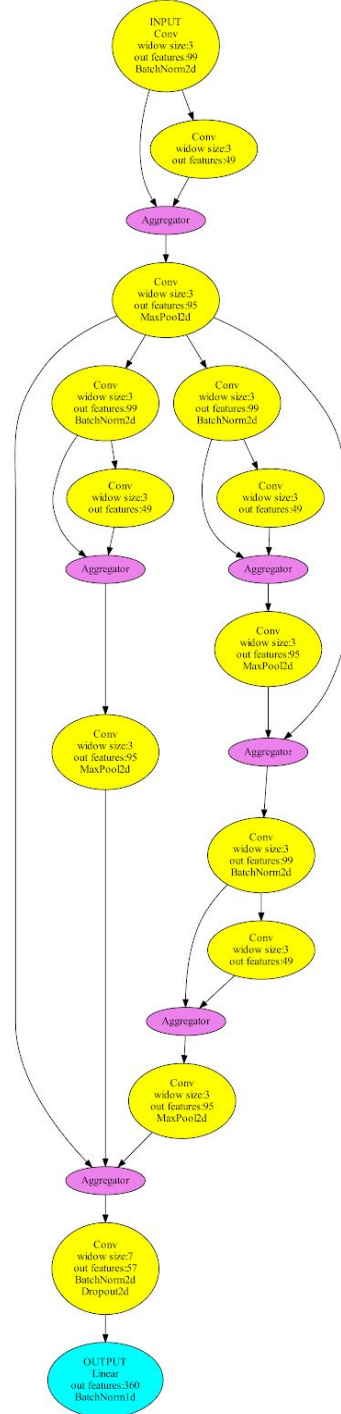 INPUT
Conv
widow size:3
out features:99
BatchNorm2d
Conv
widow size:3
out features:49
Aggregator
Conv
widow size:3
out features:95
MaxPool2d
Conv
widow size:3
out features:99
BatchNorm2d
Conv
widow size:3
out features:99
BatchNorm2d
Conv
widow size:3
out features:49
Conv
widow size:3
out features:49
Aggregator
Aggregator
Conv
widow size:3
out features:95
MaxPool2d
Conv
widow size:3
out features:95
MaxPool2d
Aggregator
Conv
widow size:3
out features:99
BatchNorm2d
Conv
widow size:3
out features:49
Aggregator
Conv
widow size:3
out features:95
MaxPool2d
Aggregator
Conv
widow size:7
out features:57
BatchNorm2d
Dropout2d
OUTPUT
Linear
out features:360
BatchNorm1d